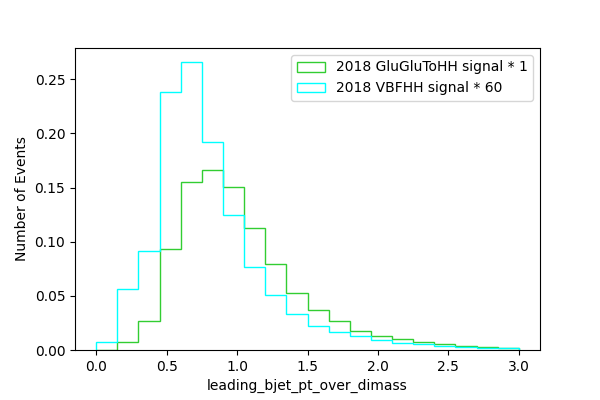 2018 GluGluToHH signal * 1
2018 VBFHH signal * 60
Number of Events
0.25
0.20
0.15
0.10
0.05
0.00
0.0 0.5 1.0 1.5 2.0 2.5 3.0
leading_bjet_pt_over_dimass